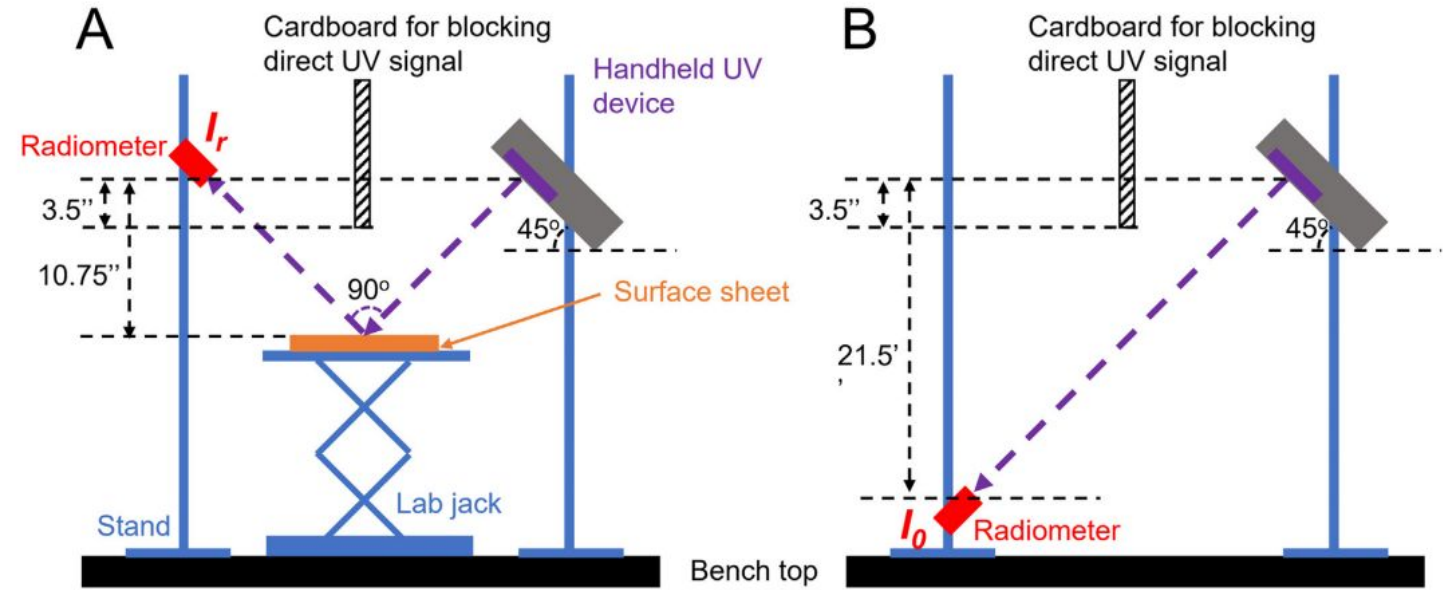 A
Cardboard for blocking
direct UV signal
Handheld UV
device
Radiometer
I_r
3.5’’
10.75’’
45°
90°
Surface sheet
Lab jack
Stand
Bench top
B
Cardboard for blocking
direct UV signal
3.5’’
45°
21.5’
’
I_0
Radiometer